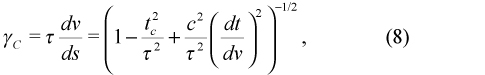 γ_C = τ dv/ds = (1 − t_c²/τ² + c²/τ² (dt/dv)²)^{−1/2} , (8)